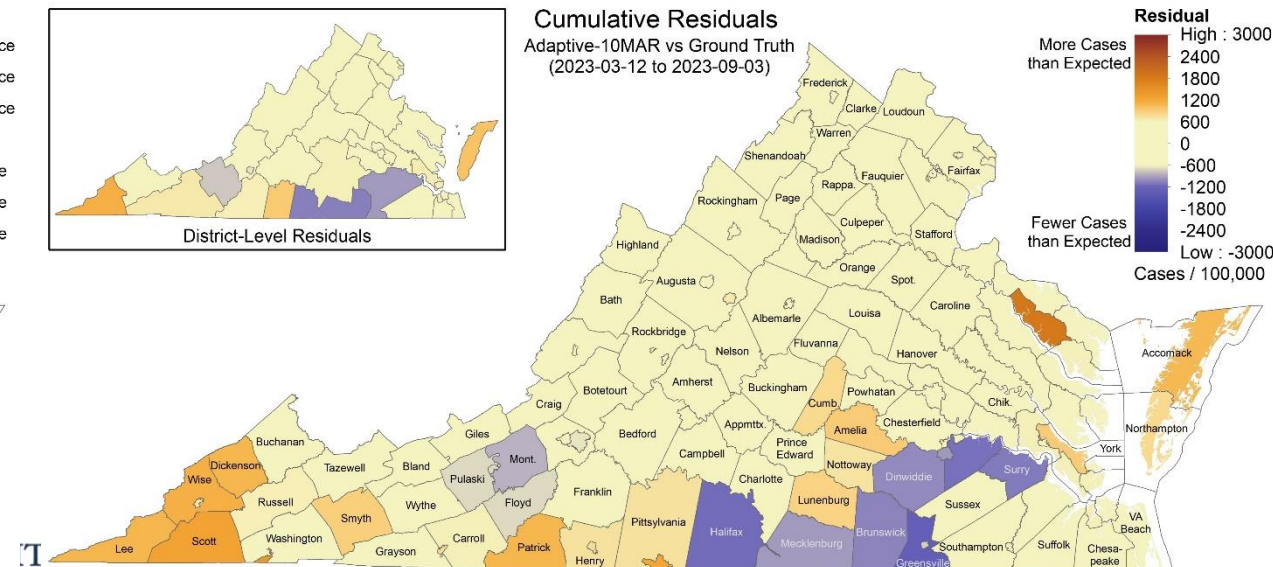 ce
ce
ce
e
e
e
District-Level Residuals
Cumulative Residuals
Adaptive-10MAR vs Ground Truth
(2023-03-12 to 2023-09-03)
Residual
More Cases
than Expected
High : 3000
2400
1800
1200
600
0
-600
-1200
-1800
-2400
Low : -3000
Fewer Cases
than Expected
Cases / 100,000
Frederick
Clarke
Loudoun
Warren
Shenandoah
Fairfax
Fauquier
Rappa.
Page
Rockingham
Culpeper
Stafford
Madison
Highland
Orange
Spot.
Augusta
Bath
Caroline
Albemarle
Louisa
Rockbridge
Fluvanna
Nelson
Hanover
Accomack
Botetourt
Amherst
Buckingham
Powhatan
Cumb.
Chik.
Craig
Northampton
Appmttx.
Amelia
Chesterfield
Giles
Bedford
Prince
Edward
York
Buchanan
Campbell
Nottoway
Dickenson
Tazewell
Bland
Mont.
Charlotte
Dinwiddie
Surry
Wise
Pulaski
Russell
Floyd
Franklin
Lunenburg
Sussex
Smyth
Wythe
Pittsylvania
VA
Beach
Halifax
Brunswick
Lee
Scott
Washington
Carroll
Patrick
Mecklenburg
Southampton
Suffolk
Grayson
Henry
Greensville
Chesa-
peake
IT